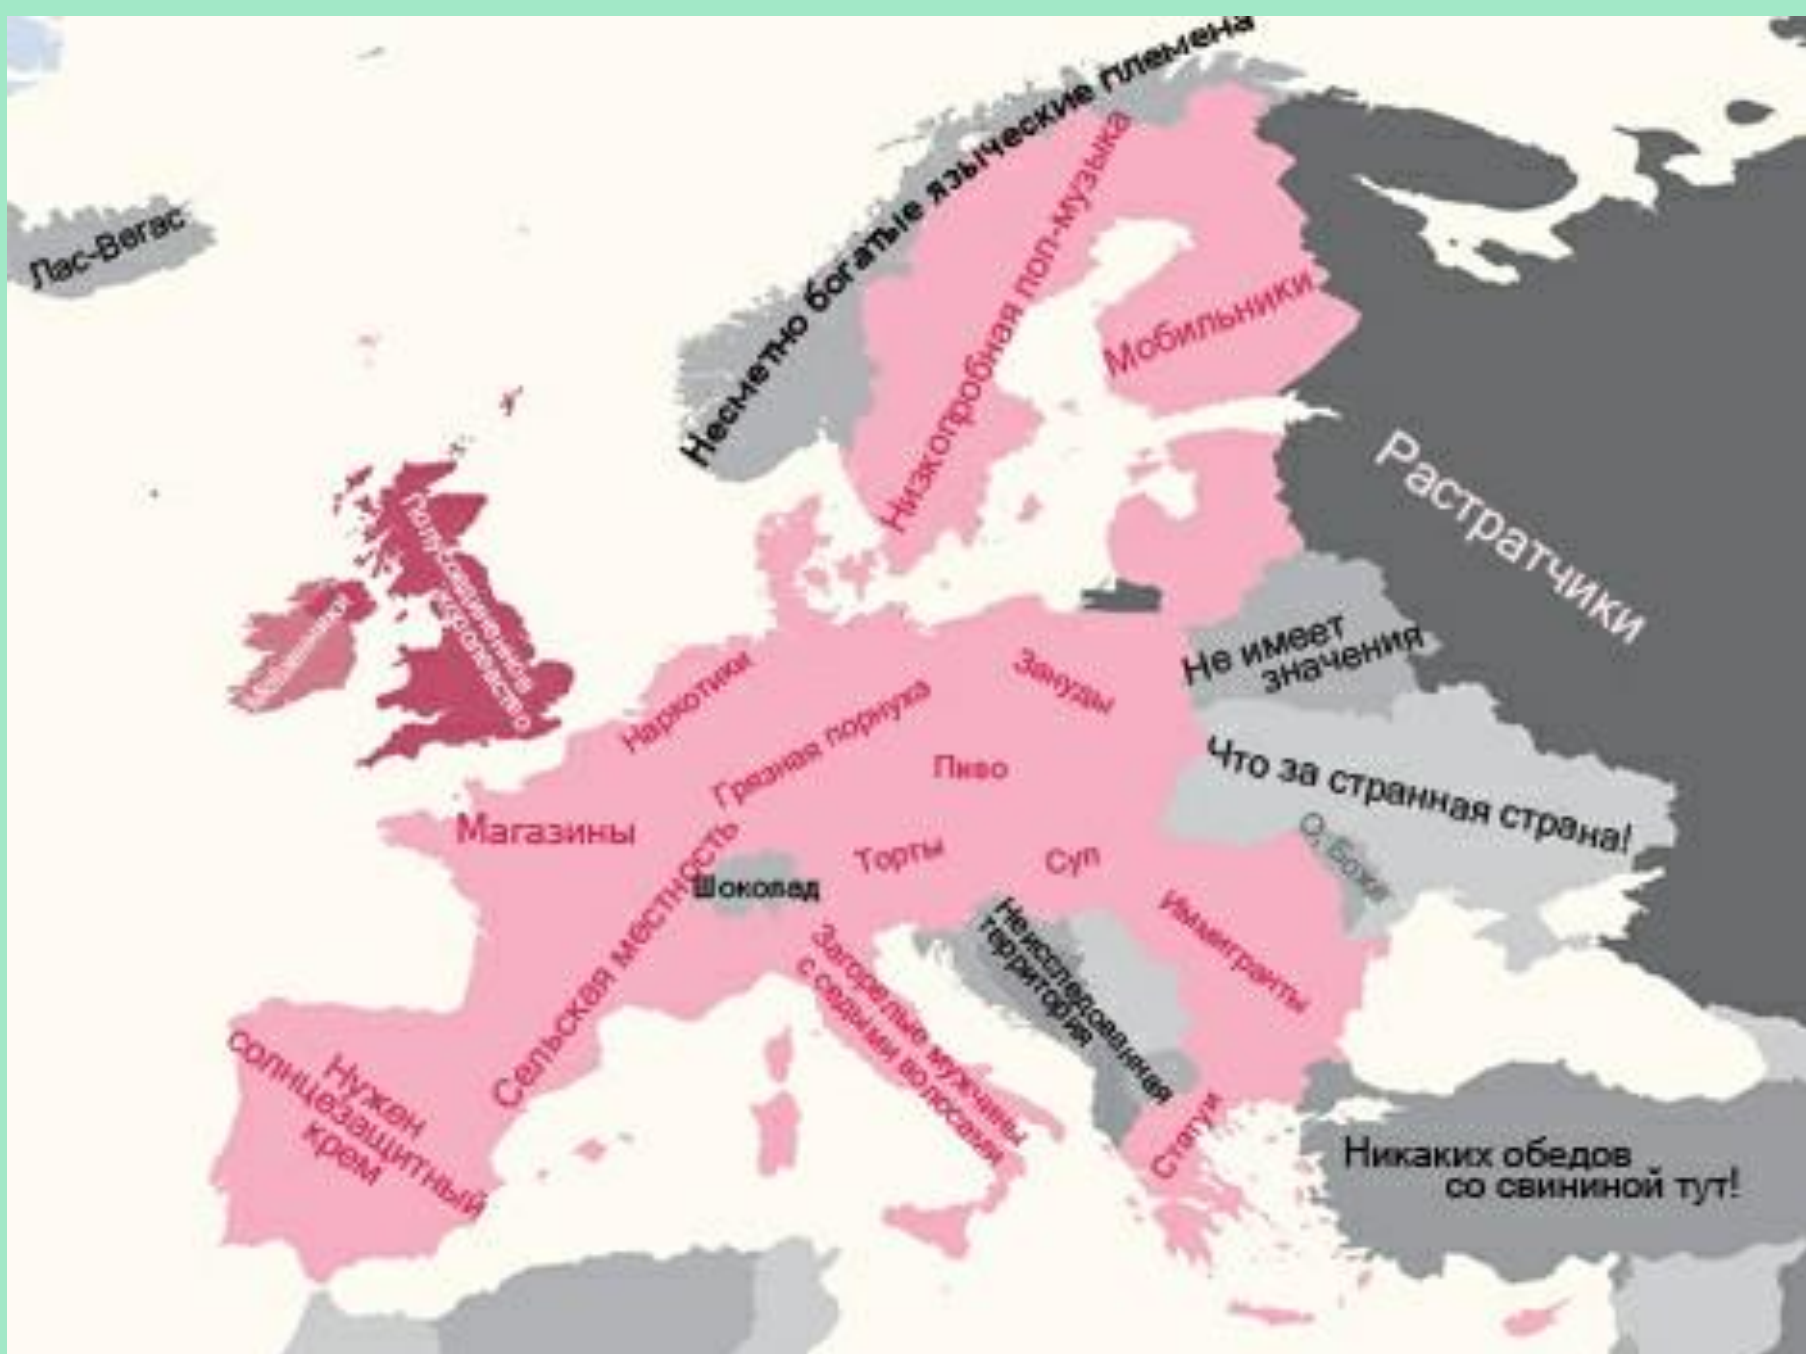 Несметно богатые языческие племена
Лас-Вегас
Низкопробная поп-музыка
Мобильники
Растратчики
Королевство
Не имеет
значения
Наркотики
Зануды
Грязная порнуха
Пиво
Что за странная страна!
Магазины
Торты
Суп
О, Боже
Шоколад
Сельская местность
Иммигранты
Неисследованная
территория
Загорелые мужчины
с седыми волосами
Нужен
солнцезащитный
крем
Статуи
Никаких обедов
со свининой тут!